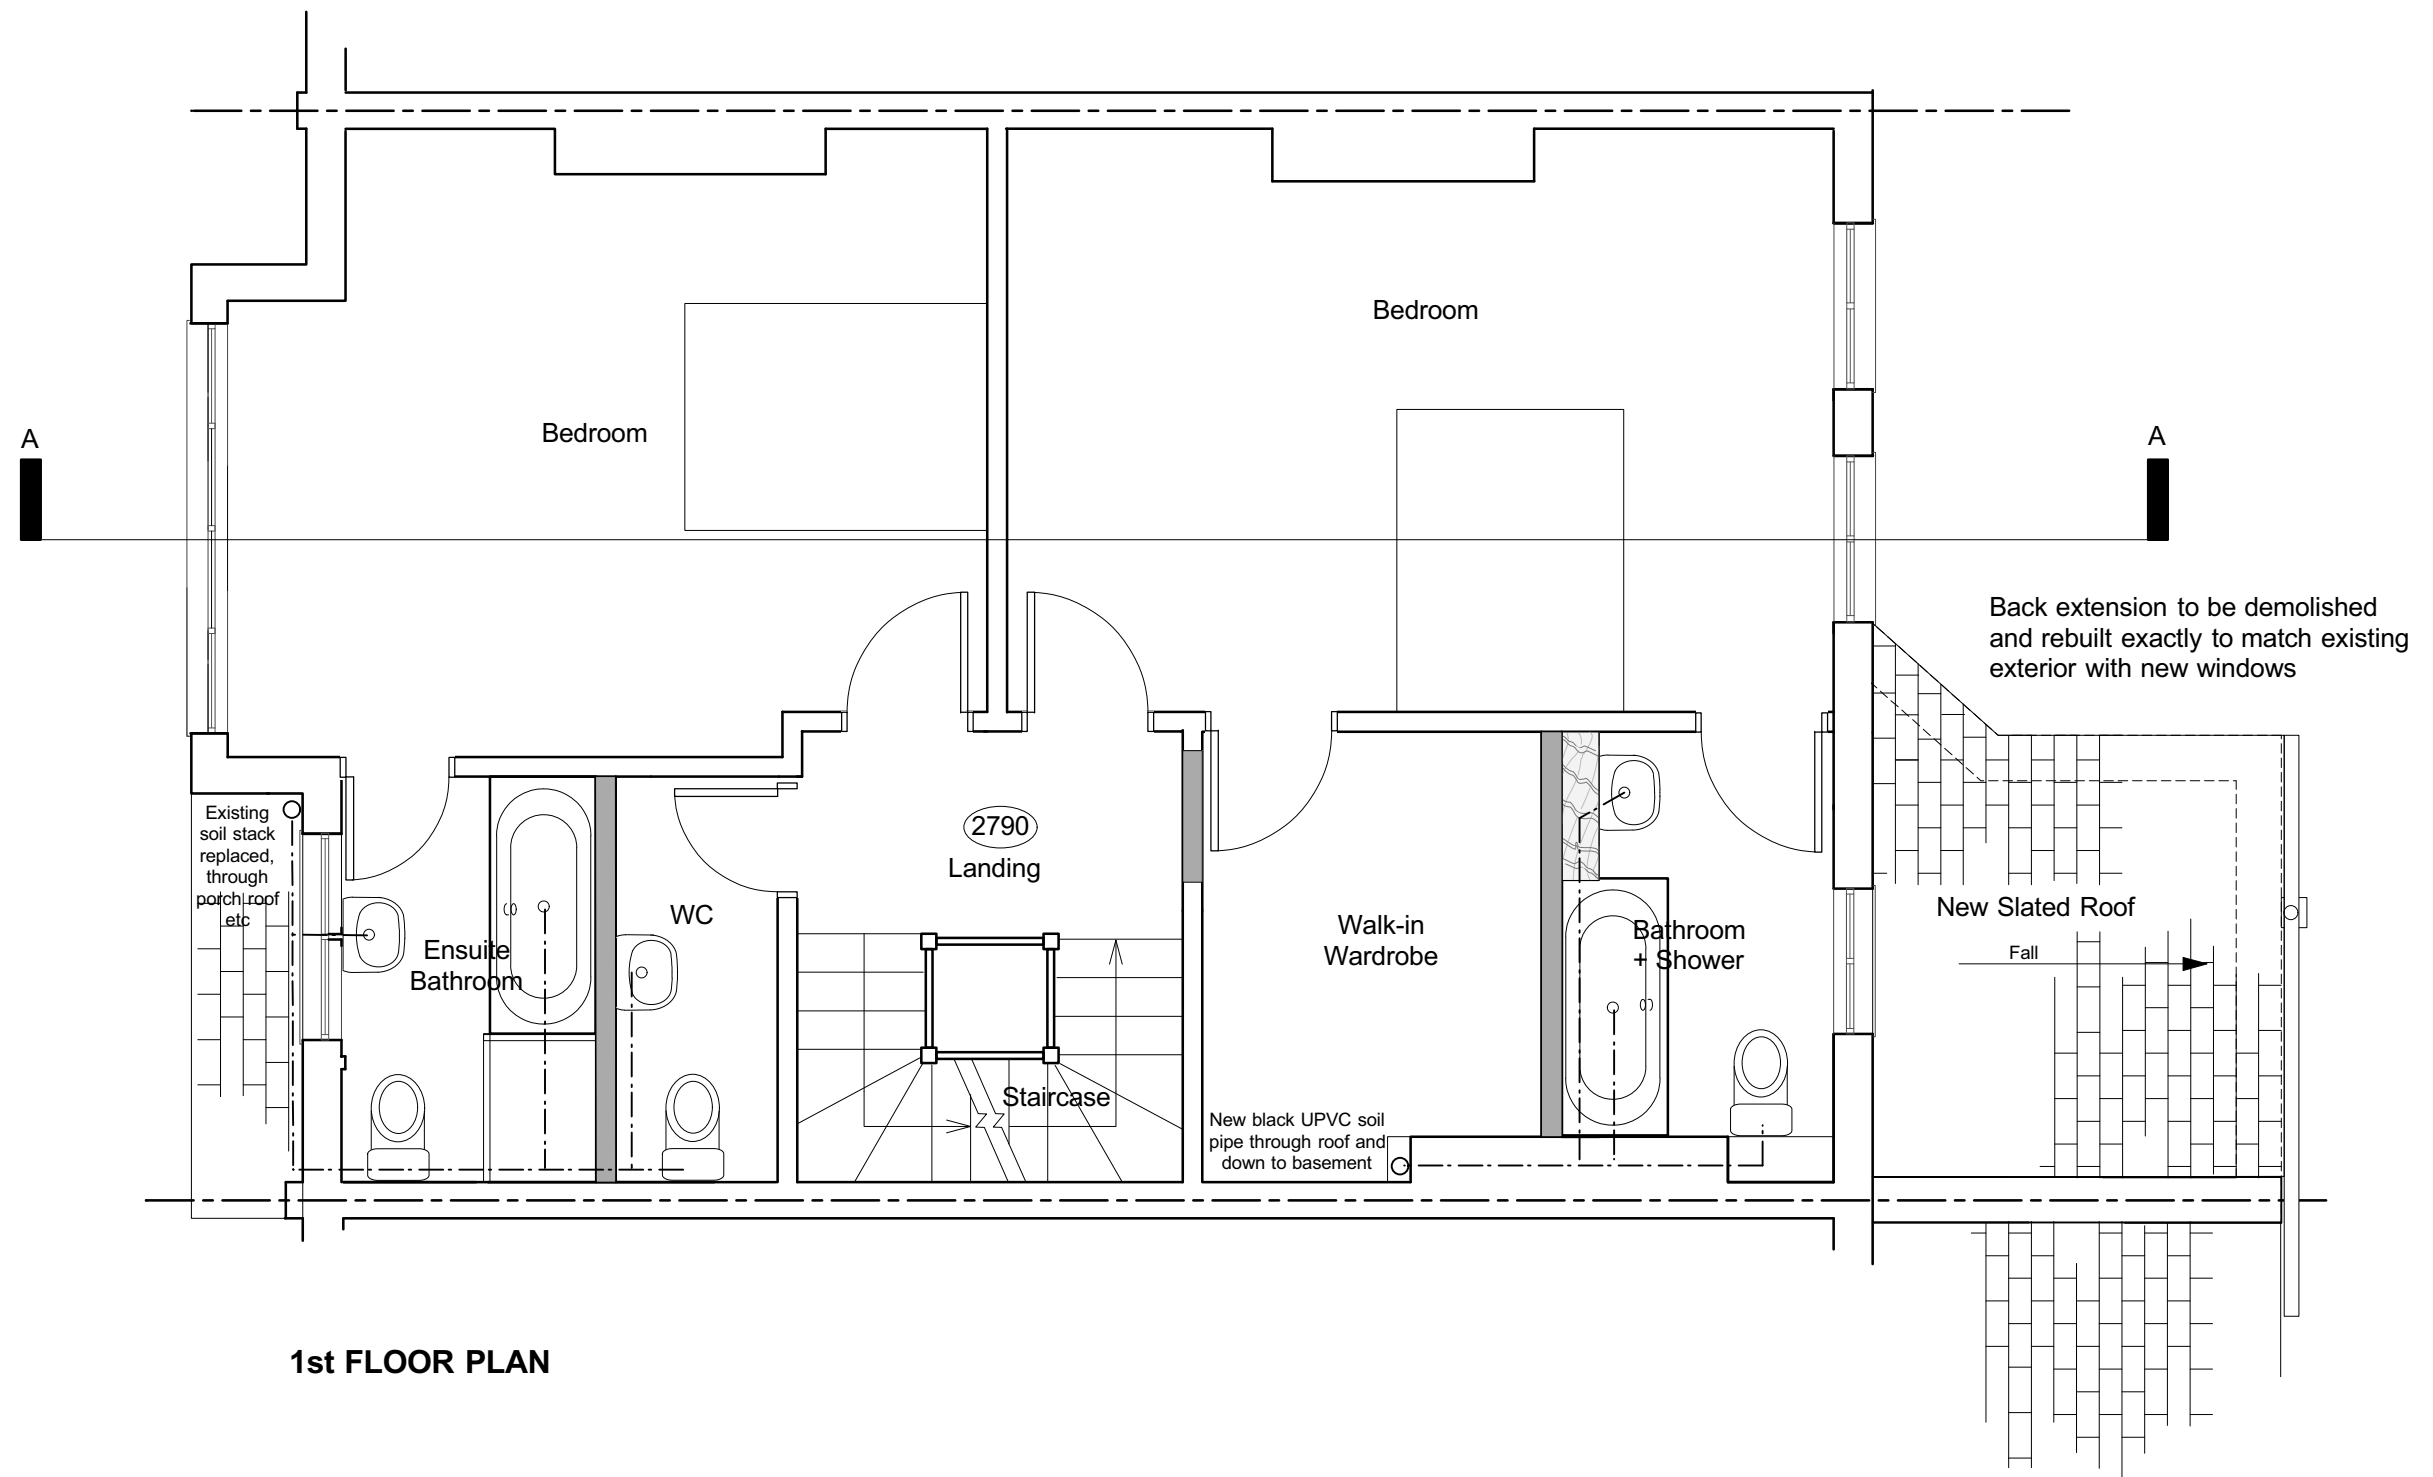 Bedroom
Bedroom
A
A
Back extension to be demolished
and rebuilt exactly to match existing
exterior with new windows
Existing
soil stack
replaced,
through
porch roof
etc
2790
Landing
WC
Ensuite
Bathroom
Walk-in
Wardrobe
Bathroom
+ Shower
New Slated Roof
Fall
Staircase
New black UPVC soil
pipe through roof and
down to basement
1st FLOOR PLAN